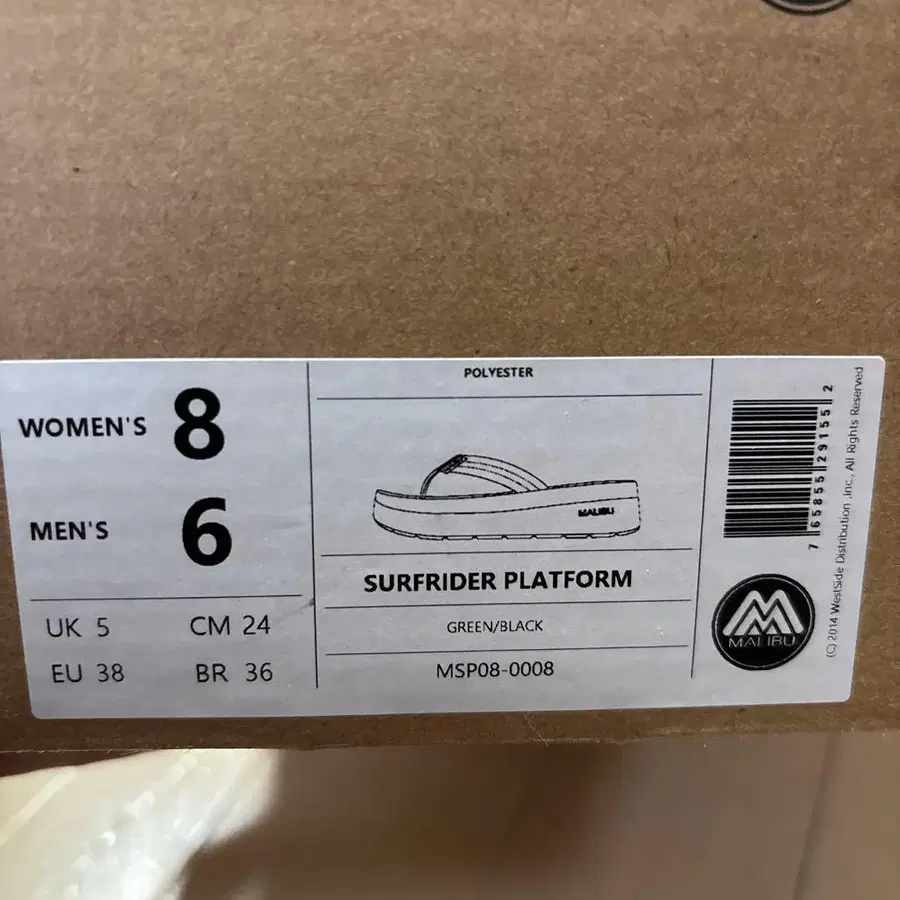 WOMEN'S 8
MEN'S 6
UK 5 CM 24
EU 38 BR 36
POLYESTER
MALIBU
SURFRIDER PLATFORM
GREEN/BLACK
MSP08-0008
7 65855 29155 2
MALIBU
(C) 2014 WestSide Distribution ,Inc., All Rights Reserved